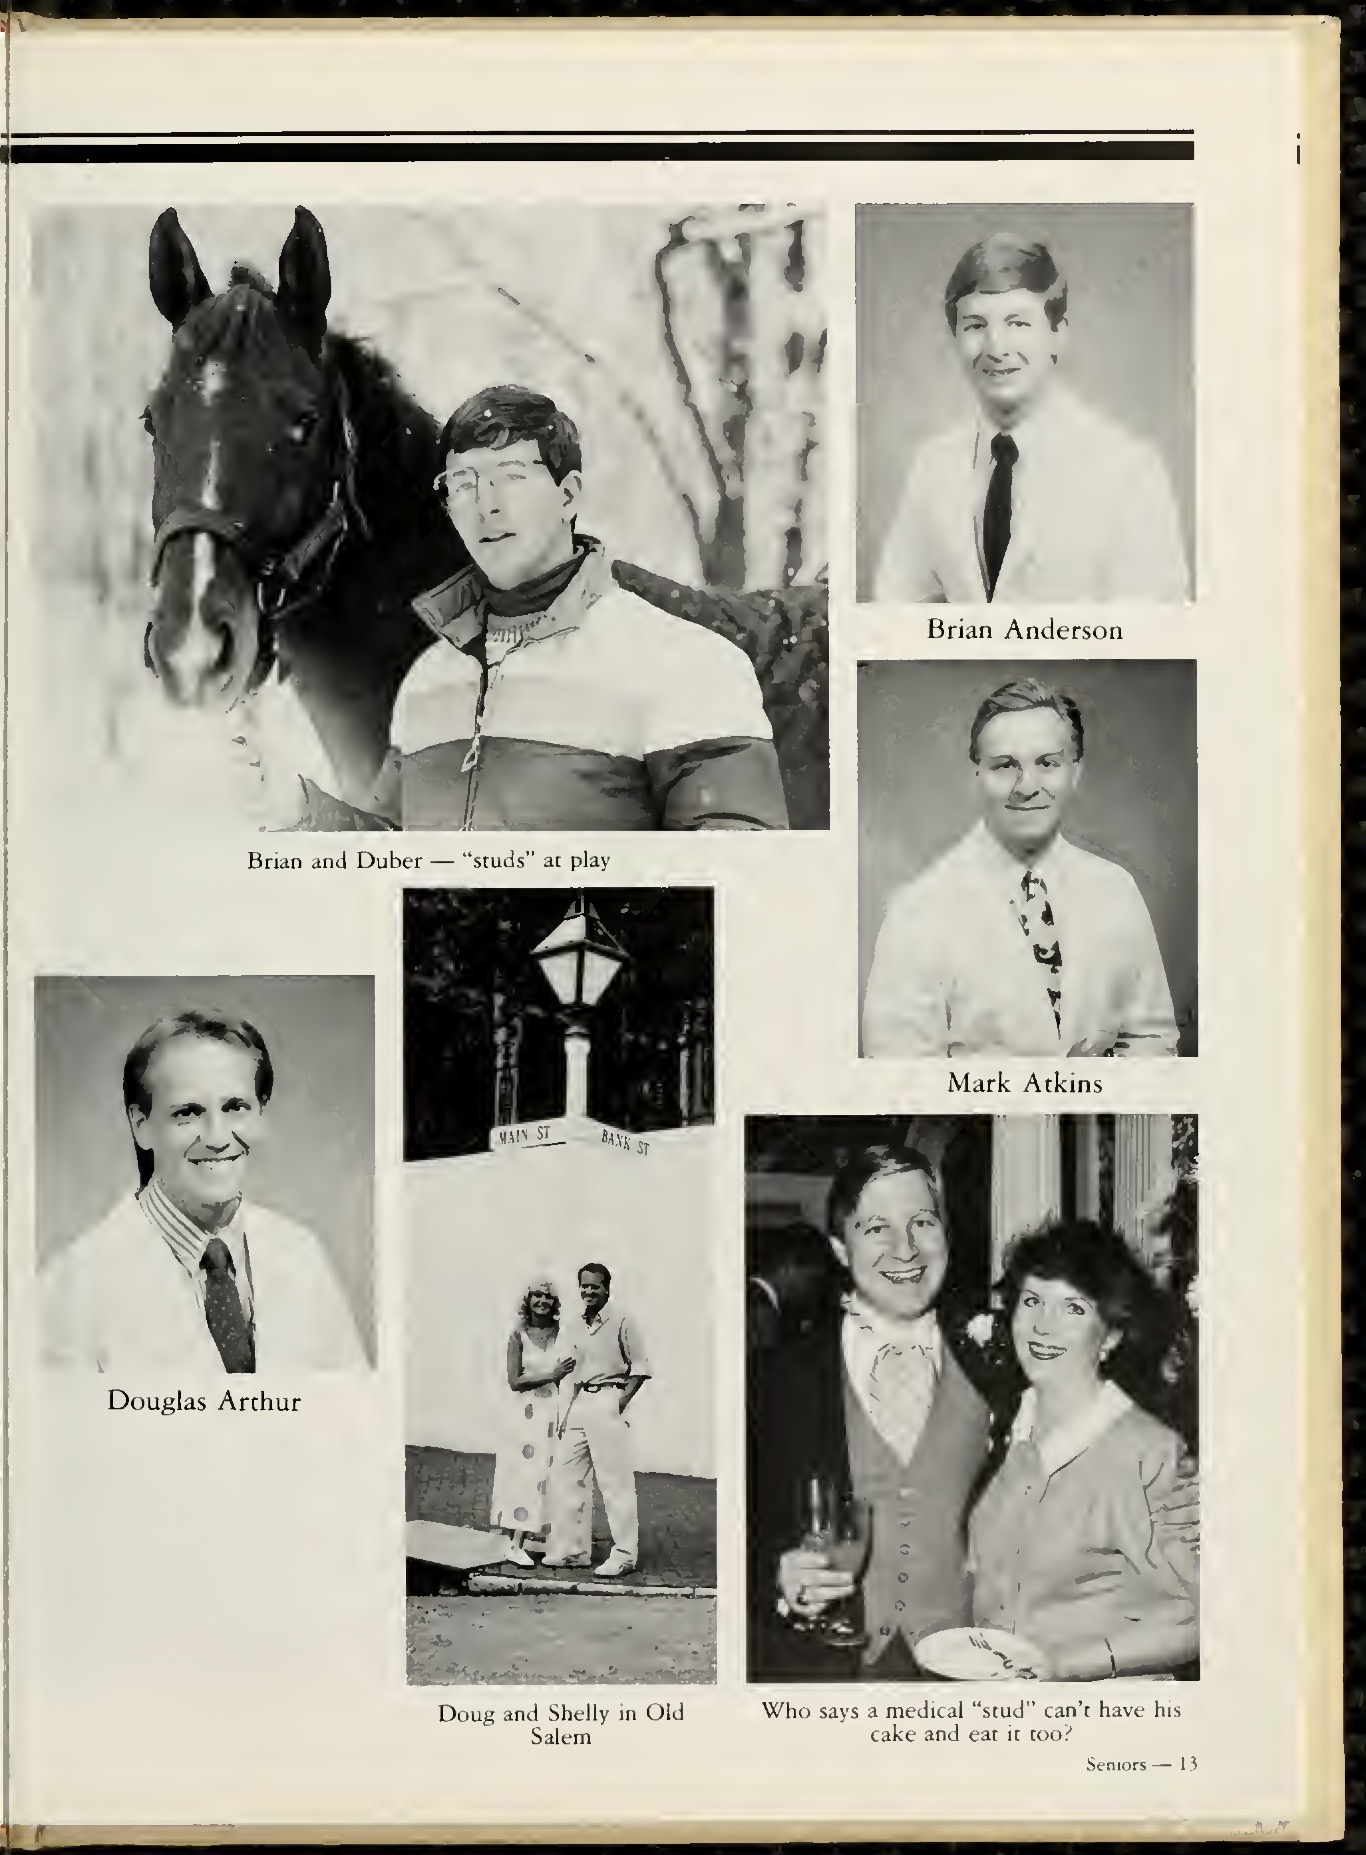 Brian Anderson
Brian and Duber — “studs” at play
Mark Atkins
MAIN ST
BANK ST
Douglas Arthur
Doug and Shelly in Old
Salem
Who says a medical “stud” can't have his
cake and eat it too?
Seniors — 13